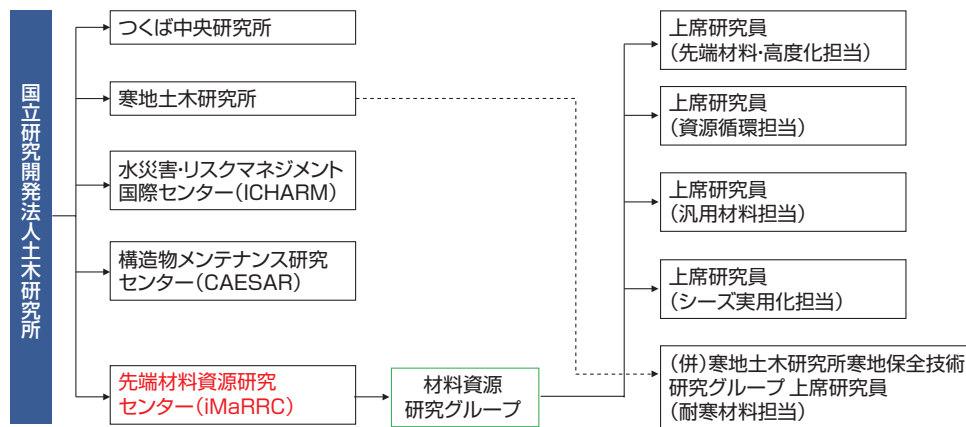 国立研究開発法人土木研究所
つくば中央研究所
寒地土木研究所
水災害・リスクマネジメント
国際センター(ICHARM)
構造物メンテナンス研究
センター(CAESAR)
先端材料資源研究
センター(iMaRRC)
材料資源
研究グループ
上席研究員
(先端材料・高度化担当)
上席研究員
(資源循環担当)
上席研究員
(汎用材料担当)
上席研究員
(シーズ実用化担当)
(併)寒地土木研究所寒地保全技術
研究グループ 上席研究員
(耐寒材料担当)